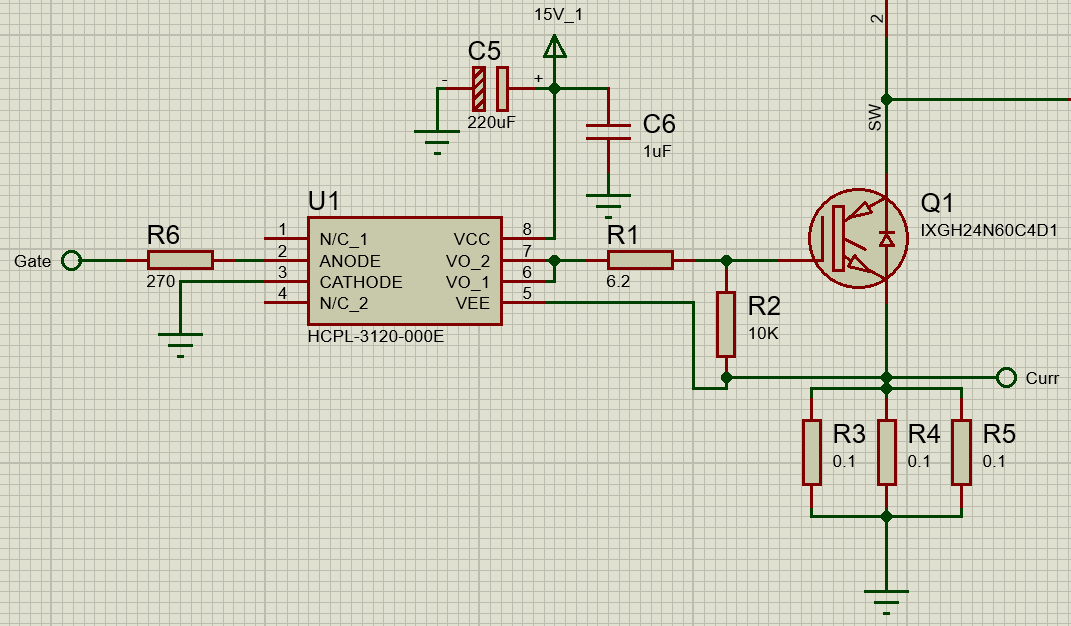 15V_1
2
C5
-
+
220uF
SW
C6
1uF
U1
Q1
IXGH24N60C4D1
R6
1
N/C_1
VCC
8
R1
Gate
2
ANODE
VO_2
7
270
3
CATHODE
VO_1
6
6.2
4
N/C_2
VEE
5
R2
10K
HCPL-3120-000E
Curr
R3
R4
R5
0.1
0.1
0.1